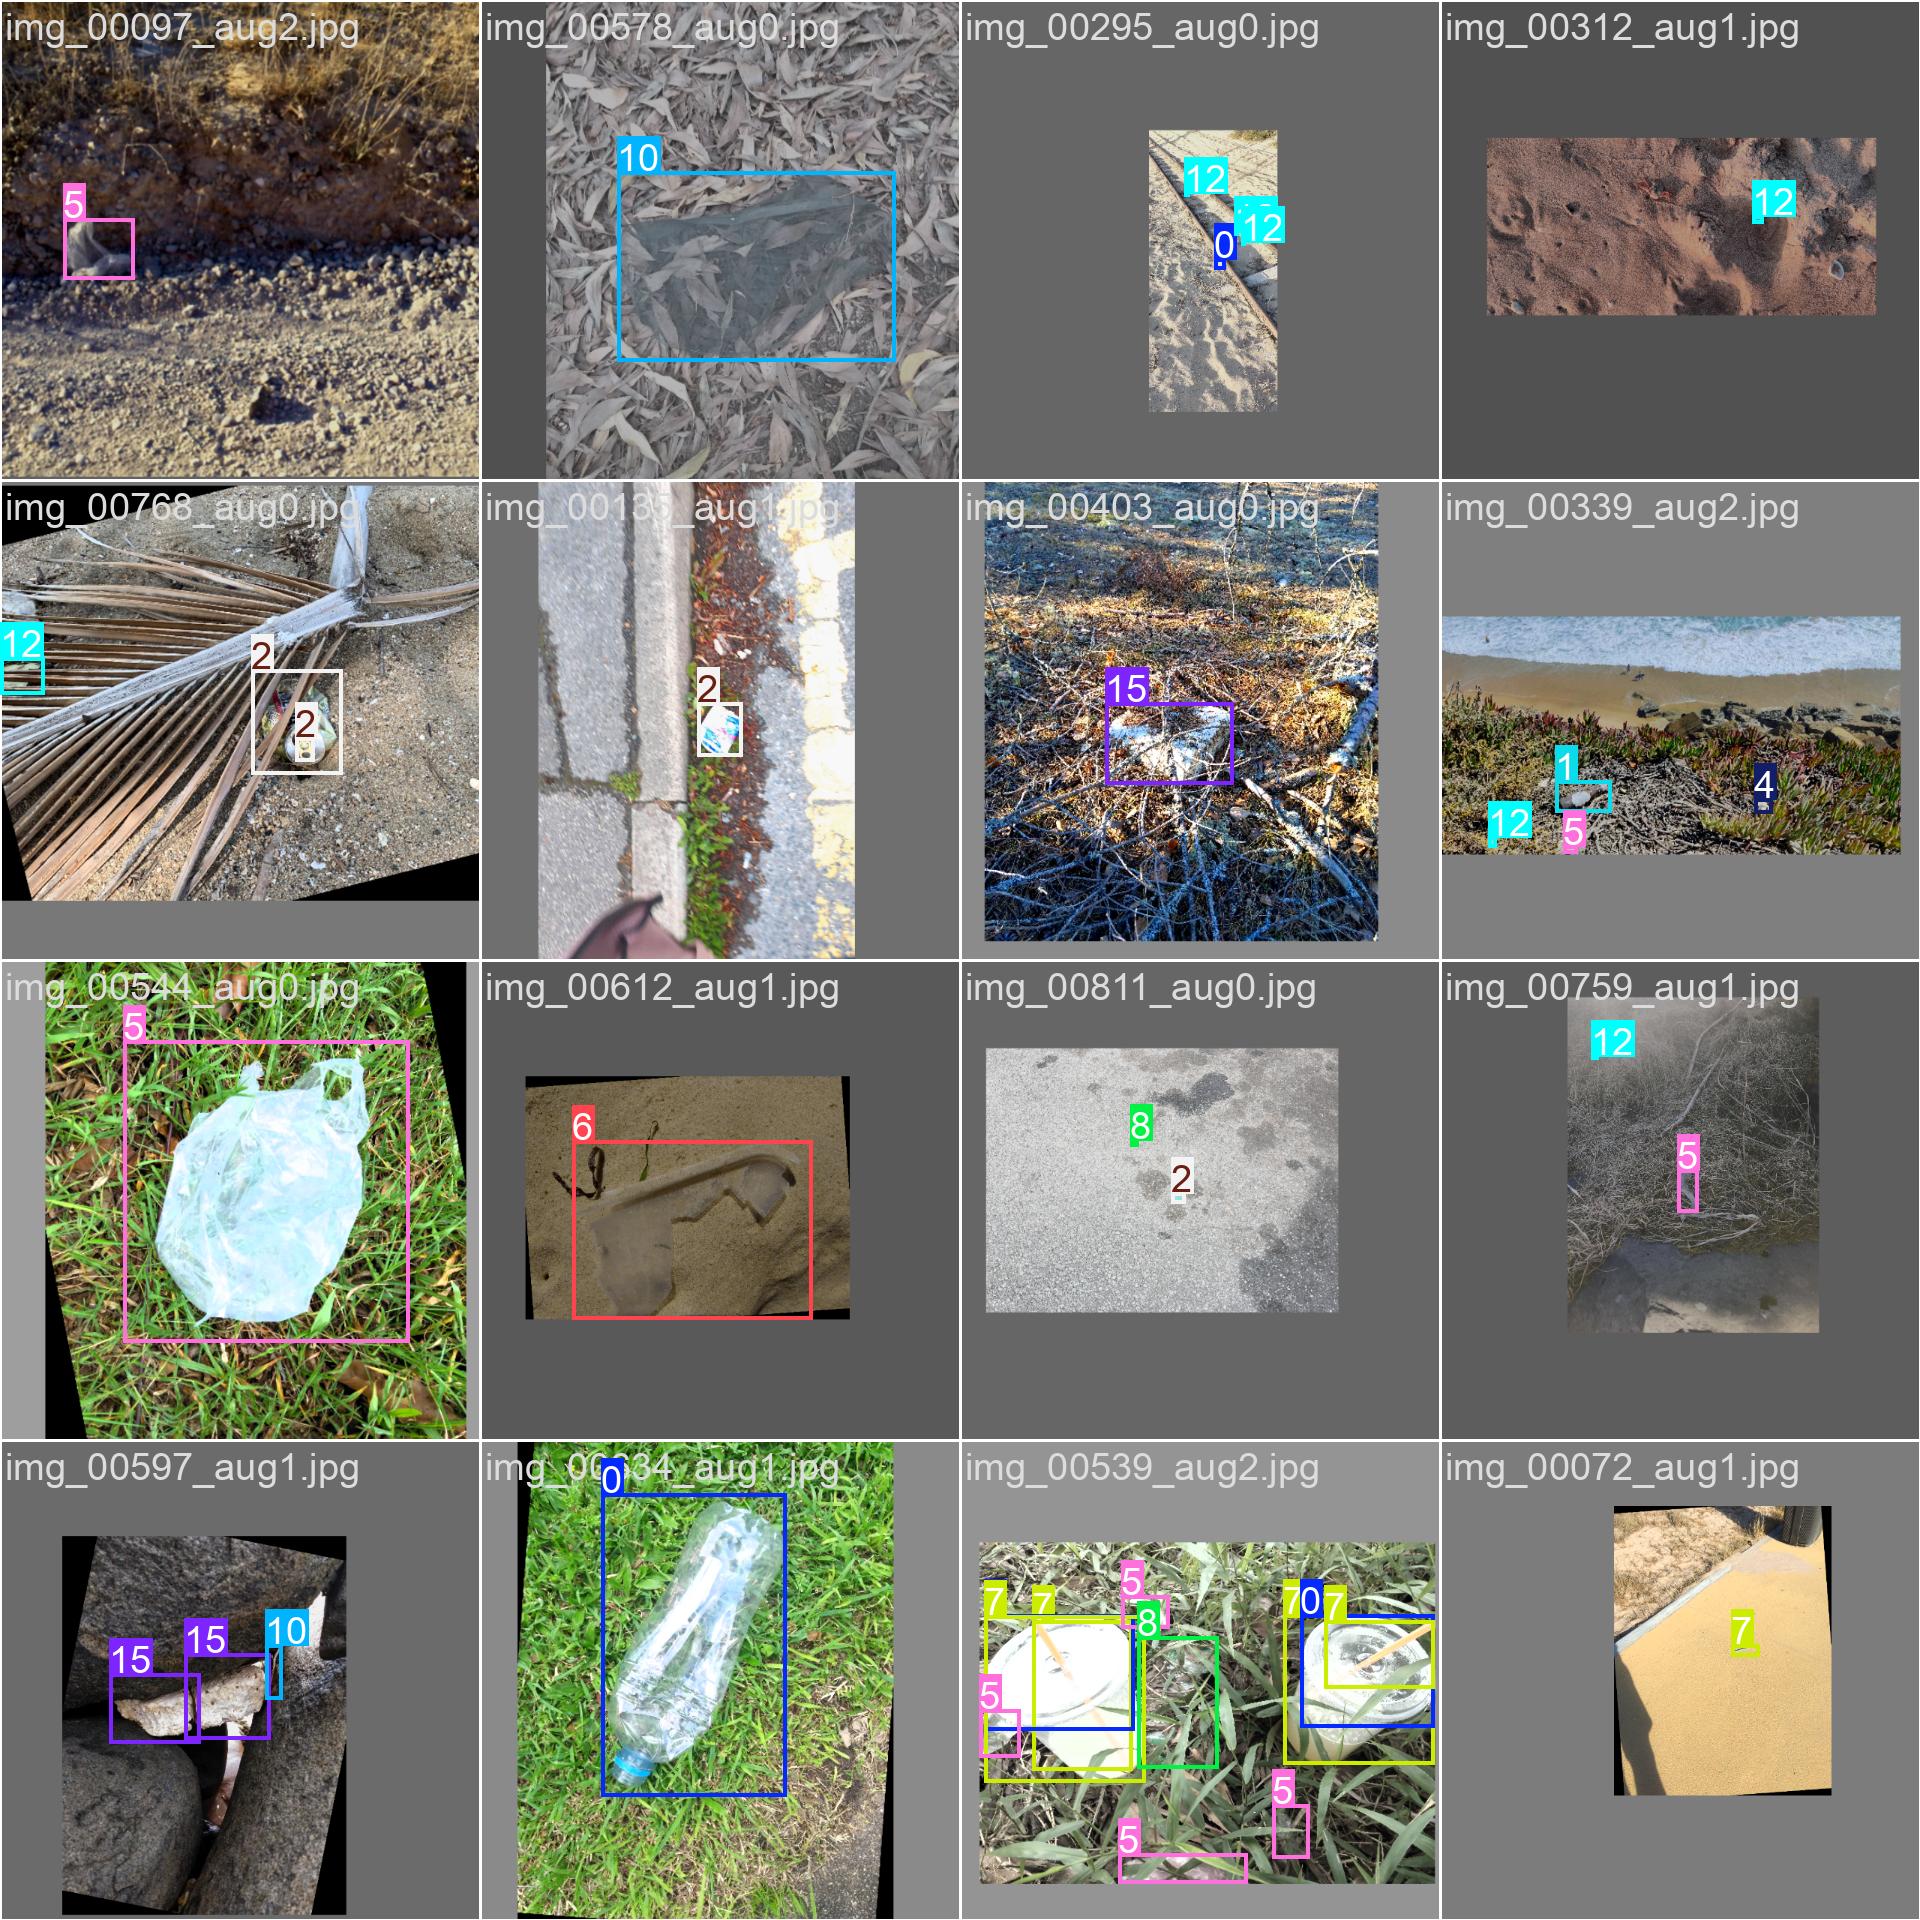 img_00097_aug2.jpg
5
img_00578_aug0.jpg
10
img_00295_aug0.jpg
12
12
0
img_00312_aug1.jpg
12
img_00768_aug0.jpg
12
2
2
img_00135_aug1.jpg
2
img_00403_aug0.jpg
15
img_00339_aug2.jpg
1
4
12
5
img_00544_aug0.jpg
5
img_00612_aug1.jpg
6
img_00811_aug0.jpg
8
2
img_00759_aug1.jpg
12
5
img_00597_aug1.jpg
15
15
10
0
img_00539_aug2.jpg
5
7
7
8
7
0
7
5
5
5
img_00072_aug1.jpg
7